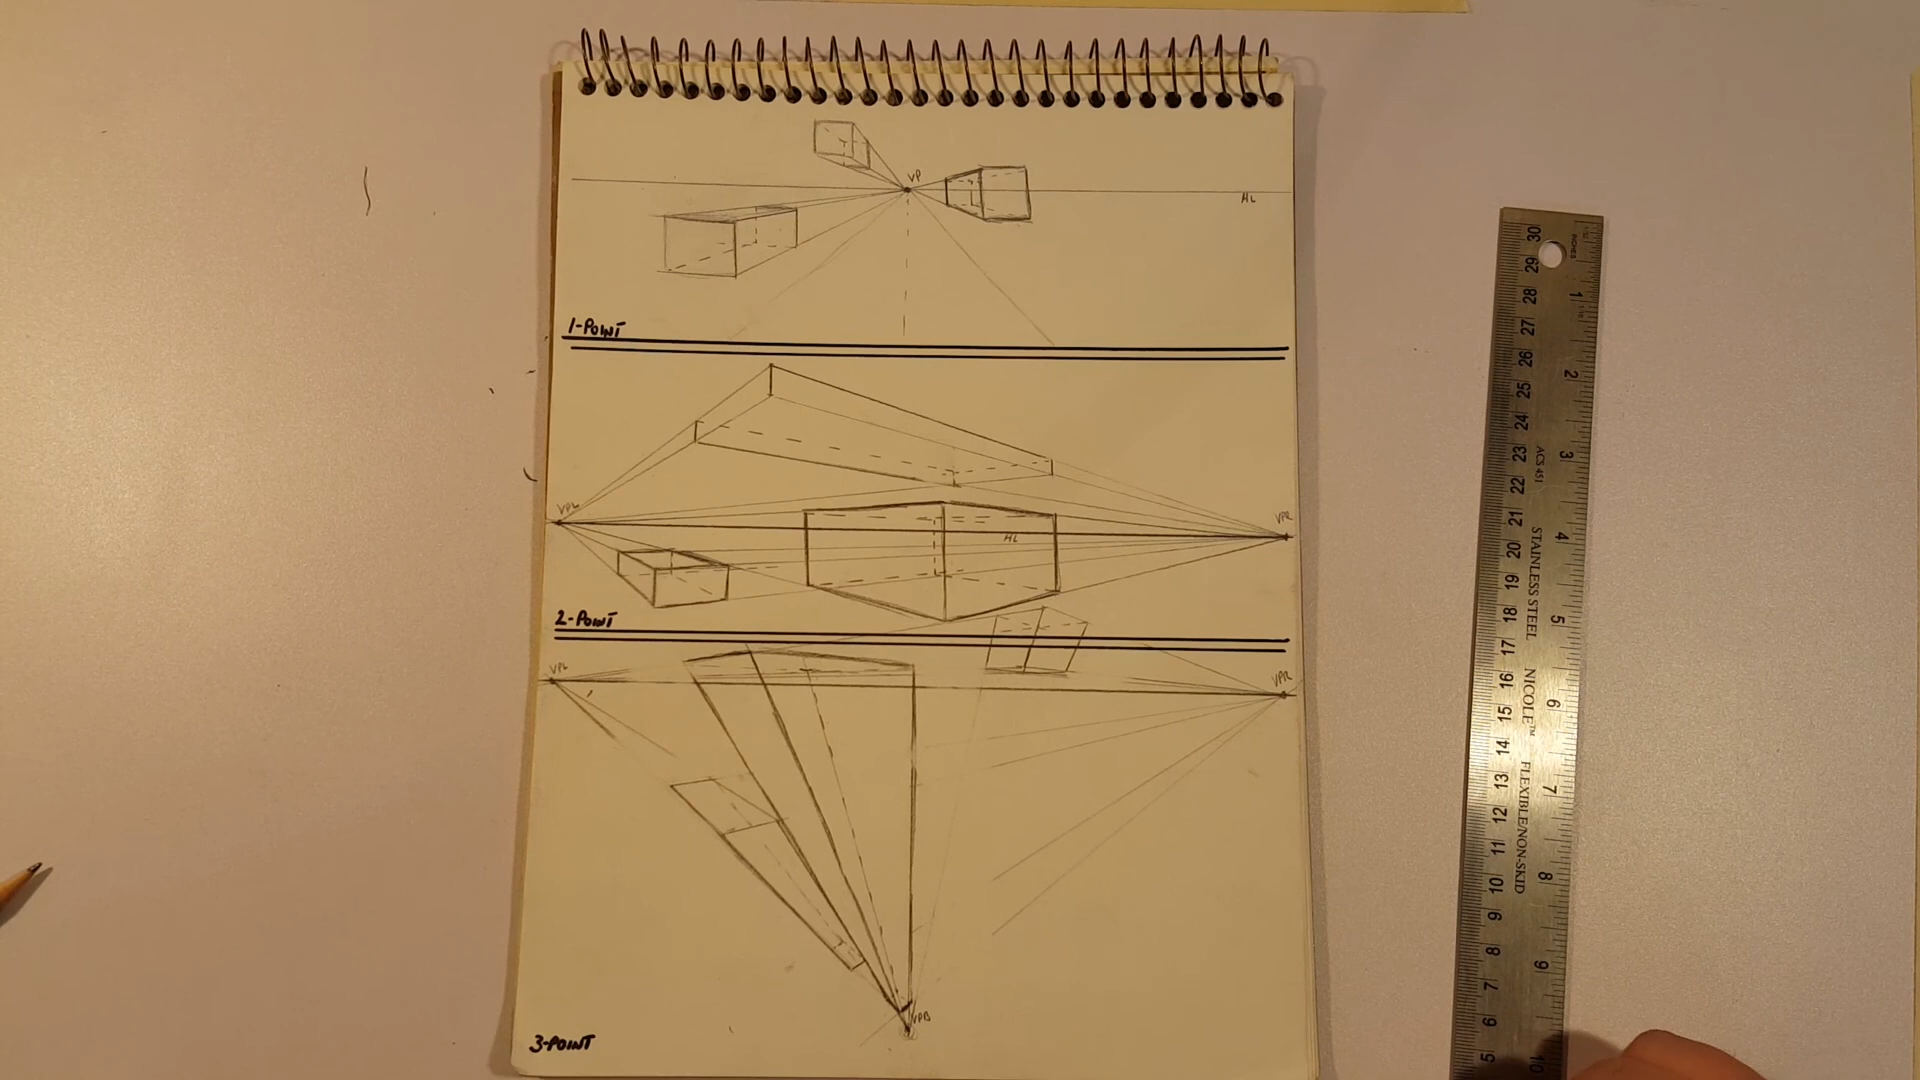 VP
HL
1-POINT
VPL
VPR
HL
2-POINT
VPL
VPR
VPB
3-POINT
INCHES
30
29
28
27
26
25
24
23
22
21
20
19
18
17
16
15
14
13
12
11
10
9
8
7
6
5
1
2
3
4
5
6
7
8
9
10
ACS 451
STAINLESS STEEL
NICOLE™
FLEXIBLE/NON-SKID